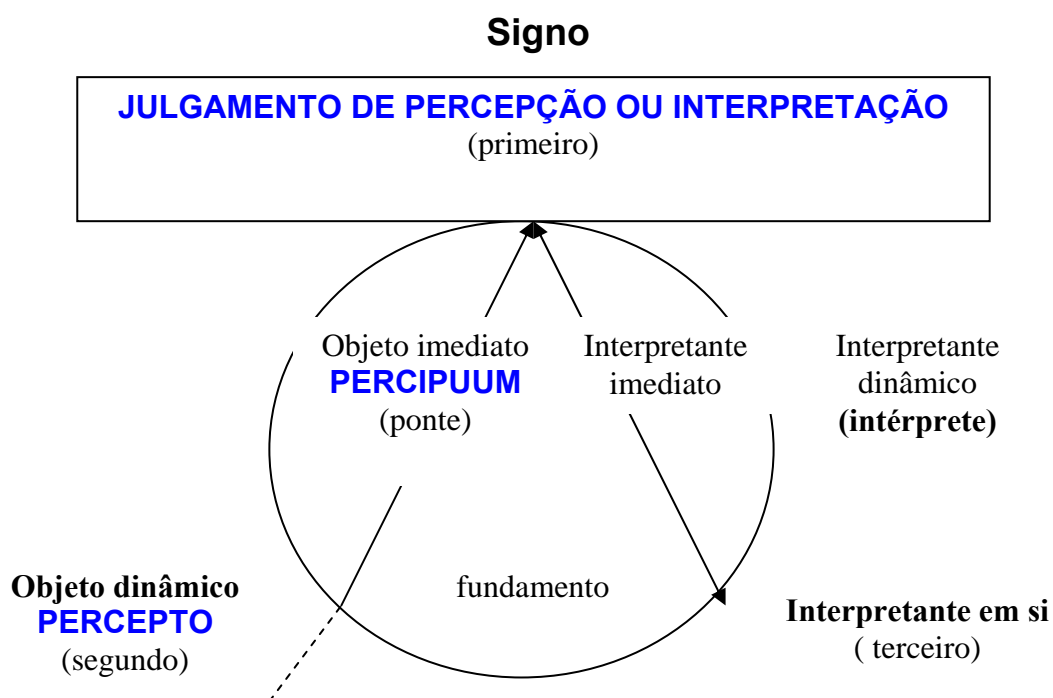 Signo
JULGAMENTO DE PERCEPÇÃO OU INTERPRETAÇÃO
(primeiro)
Objeto imediato
PERCIPUUM
(ponte)
Interpretante
imediato
Interpretante
dinâmico
(intérprete)
Objeto dinâmico
PERCEPTO
(segundo)
fundamento
Interpretante em si
( terceiro)